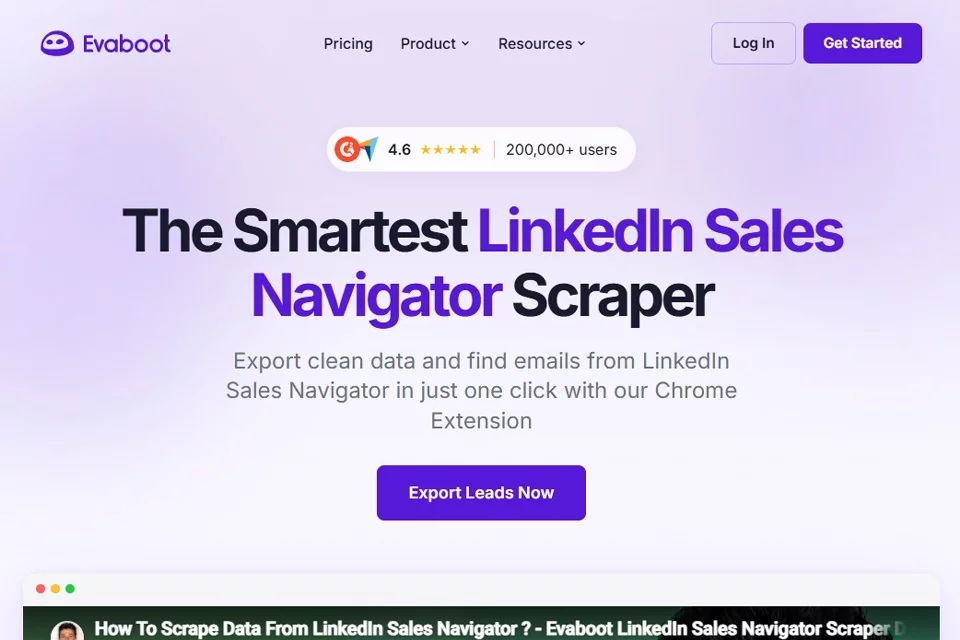 Evaboot
Pricing
Product
Resources
Log In
Get Started
4.6
200,000+ users
The Smartest LinkedIn Sales
Navigator Scraper
Export clean data and find emails from LinkedIn
Sales Navigator in just one click with our Chrome
Extension
Export Leads Now
How To Scrape Data From LinkedIn Sales Navigator ? - Evaboot LinkedIn Sales Navigator Scraper D